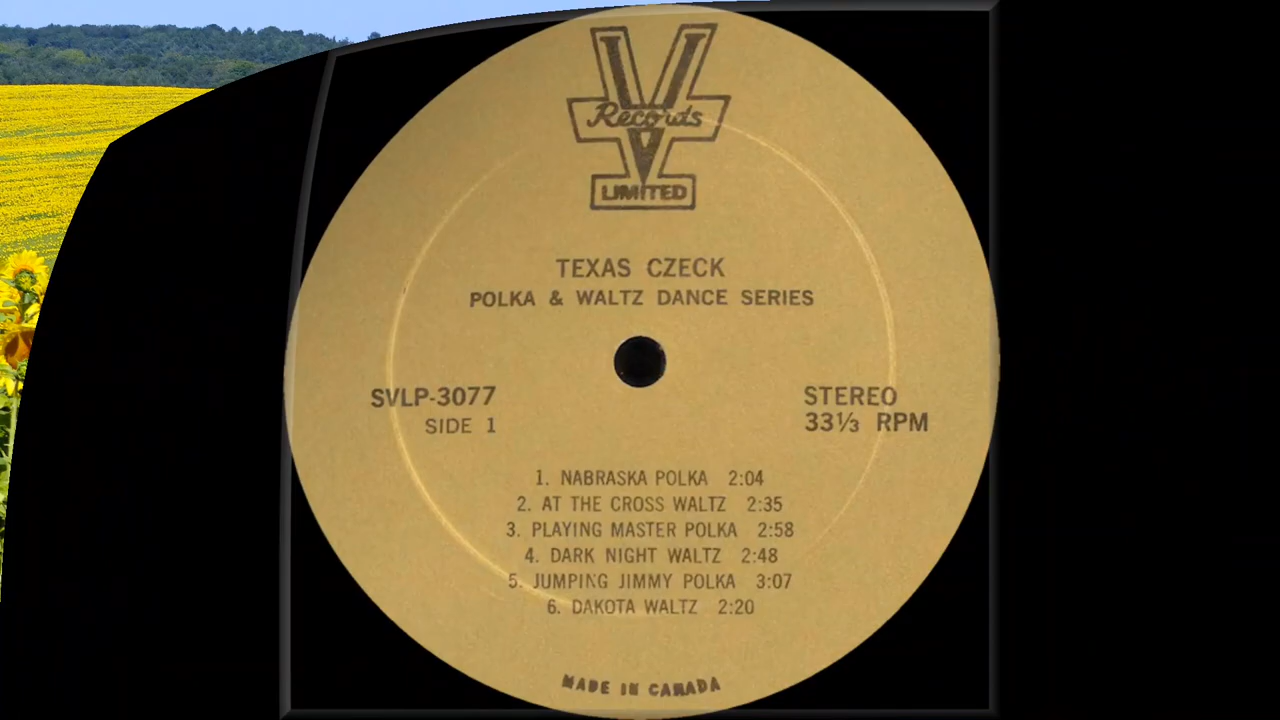 V
Records
LIMITED
TEXAS CZECK
POLKA & WALTZ DANCE SERIES
SVLP-3077
SIDE 1
STEREO
33⅓ RPM
1. NABRASKA POLKA 2:04
2. AT THE CROSS WALTZ 2:35
3. PLAYING MASTER POLKA 2:58
4. DARK NIGHT WALTZ 2:48
5. JUMPING JIMMY POLKA 3:07
6. DAKOTA WALTZ 2:20
MADE IN CANADA